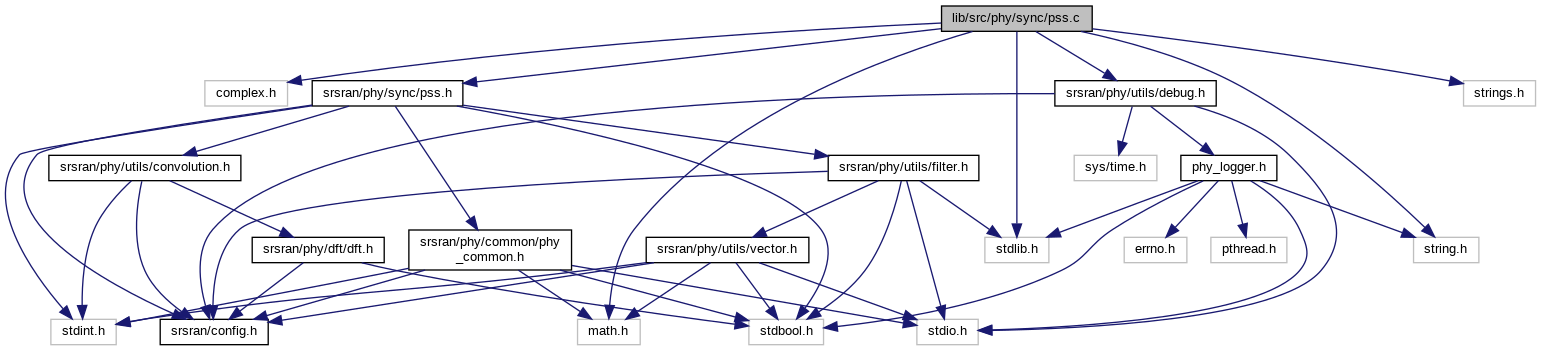 lib/src/phy/sync/pss.c
complex.h
srsran/phy/sync/pss.h
srsran/phy/utils/debug.h
strings.h
srsran/phy/utils/convolution.h
srsran/phy/utils/filter.h
sys/time.h
phy_logger.h
srsran/phy/dft/dft.h
srsran/phy/common/phy
_common.h
srsran/phy/utils/vector.h
stdlib.h
errno.h
pthread.h
string.h
stdint.h
srsran/config.h
math.h
stdbool.h
stdio.h